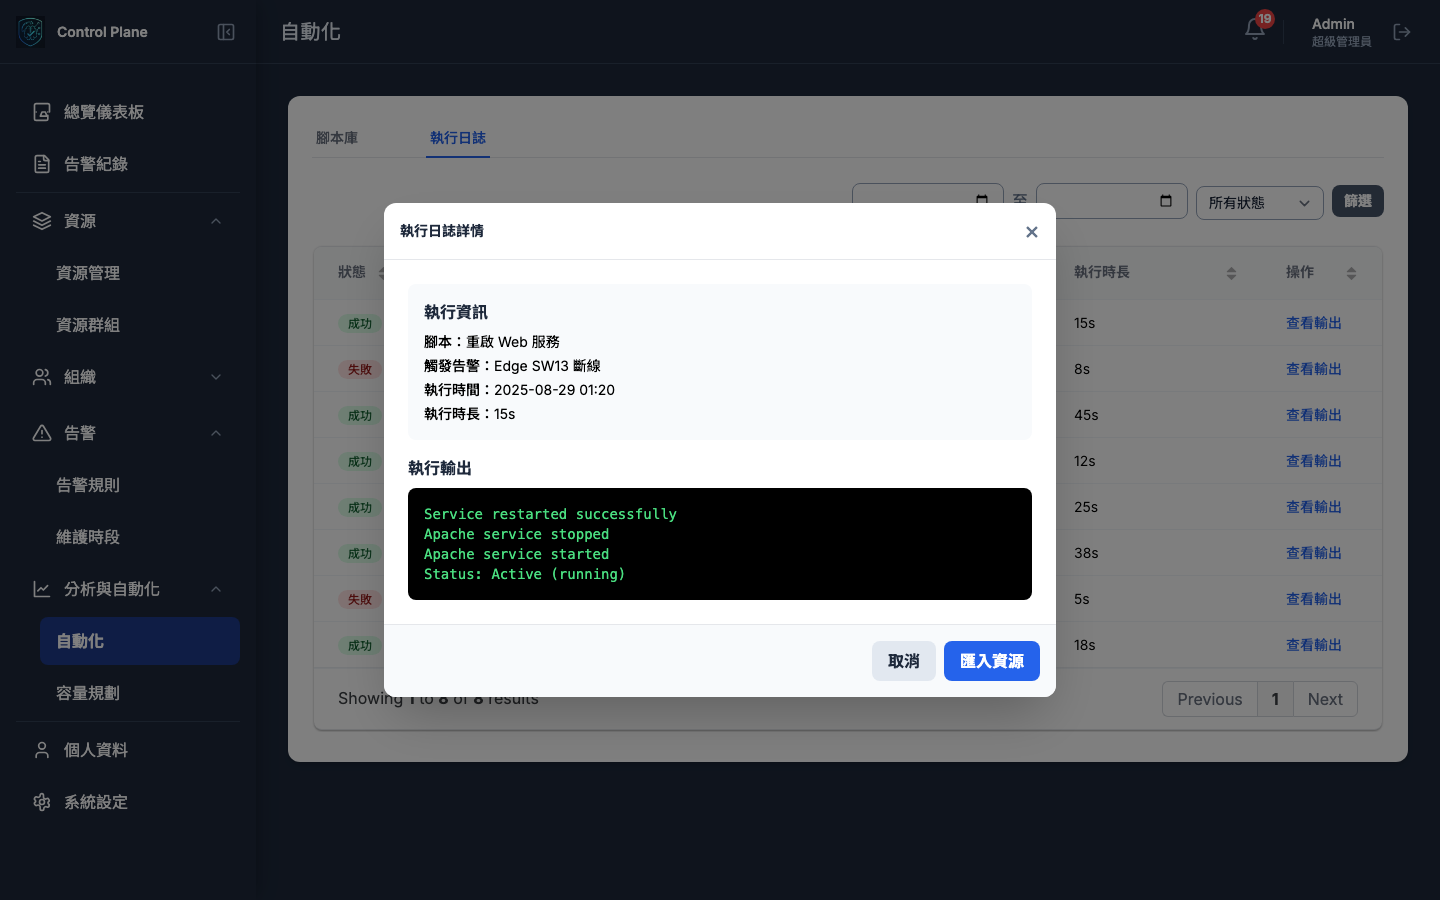 Control Plane
自動化
19
Admin
超級管理員
總覽儀表板
告警紀錄
資源
資源管理
資源群組
組織
告警
告警規則
維護時段
分析與自動化
自動化
容量規劃
個人資料
系統設定
腳本庫
執行日誌
至
所有狀態
篩選
狀態
執行時長
操作
成功
15s
查看輸出
失敗
8s
查看輸出
成功
45s
查看輸出
成功
12s
查看輸出
成功
25s
查看輸出
成功
38s
查看輸出
失敗
5s
查看輸出
成功
18s
查看輸出
Showing 1 to 8 of 8 results
Previous
1
Next
執行日誌詳情
執行資訊
腳本：重啟 Web 服務
觸發告警：Edge SW13 斷線
執行時間：2025-08-29 01:20
執行時長：15s
執行輸出
Service restarted successfully
Apache service stopped
Apache service started
Status: Active (running)
取消
匯入資源